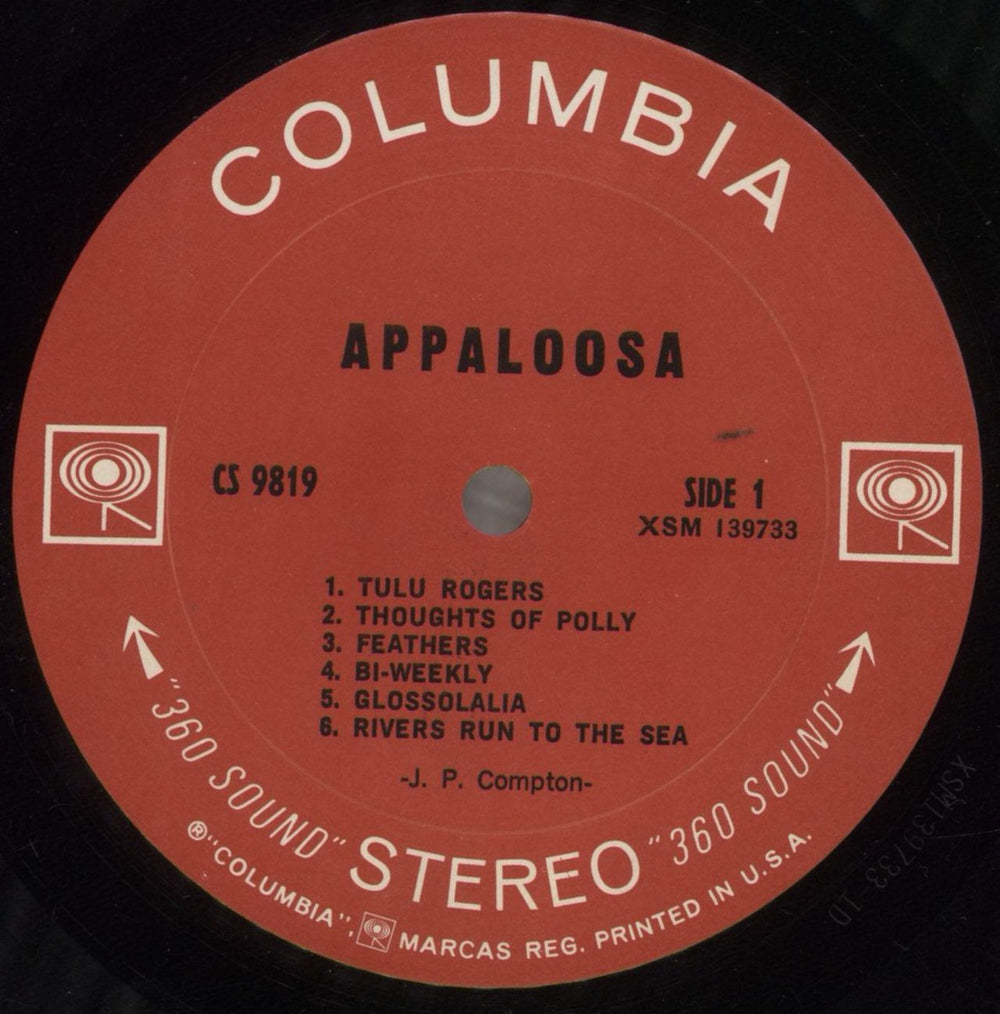 COLUMBIA
APPALOOSA
CS 9819
SIDE 1
XSM 139733
1. TULU ROGERS
2. THOUGHTS OF POLLY
3. FEATHERS
4. BI-WEEKLY
5. GLOSSOLALIA
6. RIVERS RUN TO THE SEA
-J. P. Compton-
"360 SOUND" STEREO "360 SOUND"
®"COLUMBIA", MARCAS REG. PRINTED IN U.S.A.
XSM139733-1D